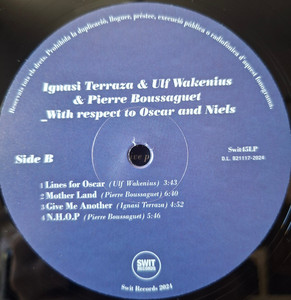 Reservats tots els drets. Prohibida la duplicació, lloguer, préstec, execució pública o radiofónica d'aquest fonograma.
Ignasi Terraza & Ulf Wakenius
& Pierre Boussaguet
_With respect to Oscar and Niels
Swit45LP
Side B
D.L. B21117-2024
1 Lines for Oscar (Ulf Wakenius) 3:43
2 Mother Land (Pierre Boussaguet) 6:40
3 Give Me Another (Ignasi Terraza) 4:52
4 N.H.O.P (Pierre Boussaguet) 5:46
SWIT
RECORDS
Swit Records 2024